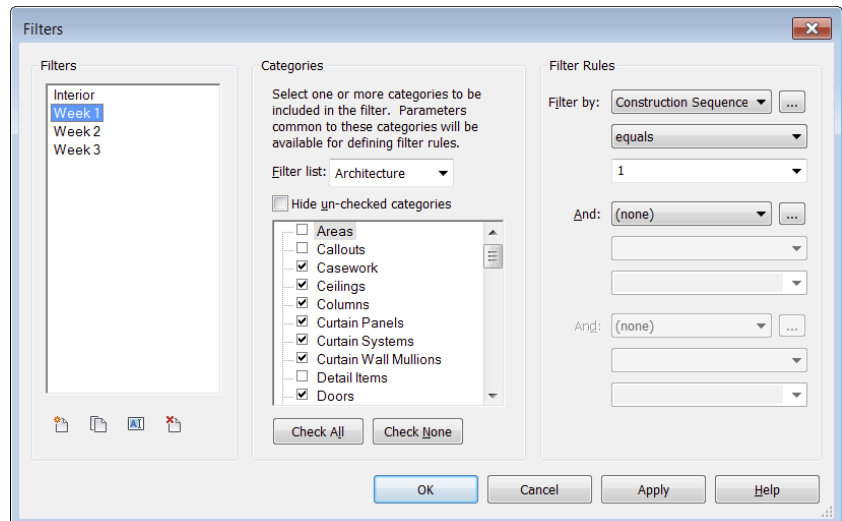 Filters
Filters
Interior
Week 1
Week 2
Week 3
Categories
Select one or more categories to be
included in the filter. Parameters
common to these categories will be
available for defining filter rules.
Filter list: Architecture
Hide un-checked categories
Areas
Callouts
Casework
Ceilings
Columns
Curtain Panels
Curtain Systems
Curtain Wall Mullions
Detail Items
Doors
Check All
Check None
Filter Rules
Filter by: Construction Sequence ...
equals
1
And: (none) ...
And: (none) ...
AI
OK
Cancel
Apply
Help